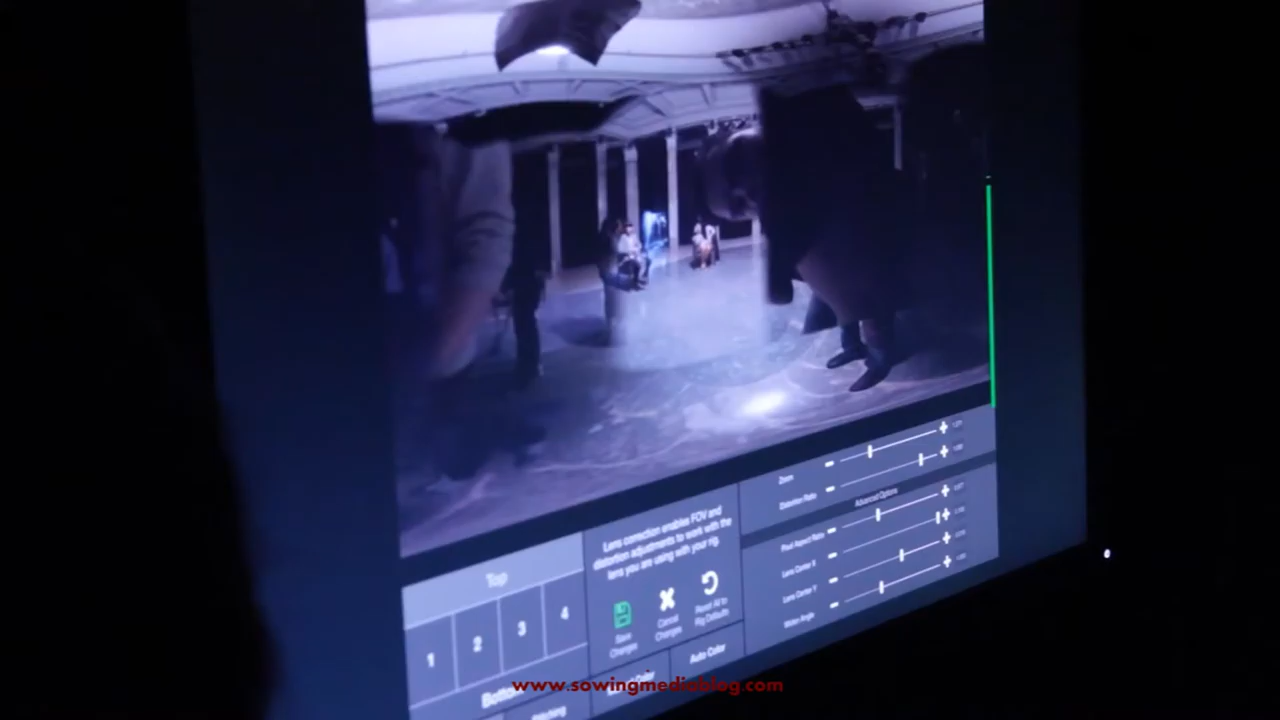 Zoom
Distortion Ratio
Advanced Options
Pixel Aspect Ratio
Lens Center X
Lens Center Y
Lens correction enables FOV and
distortion adjustments to work with the
lens you are using with your rig.
Save
Changes
Cancel
Changes
Reset All to
Rig Defaults
Top
1
2
3
4
Auto Color
www.sowingmediablog.com